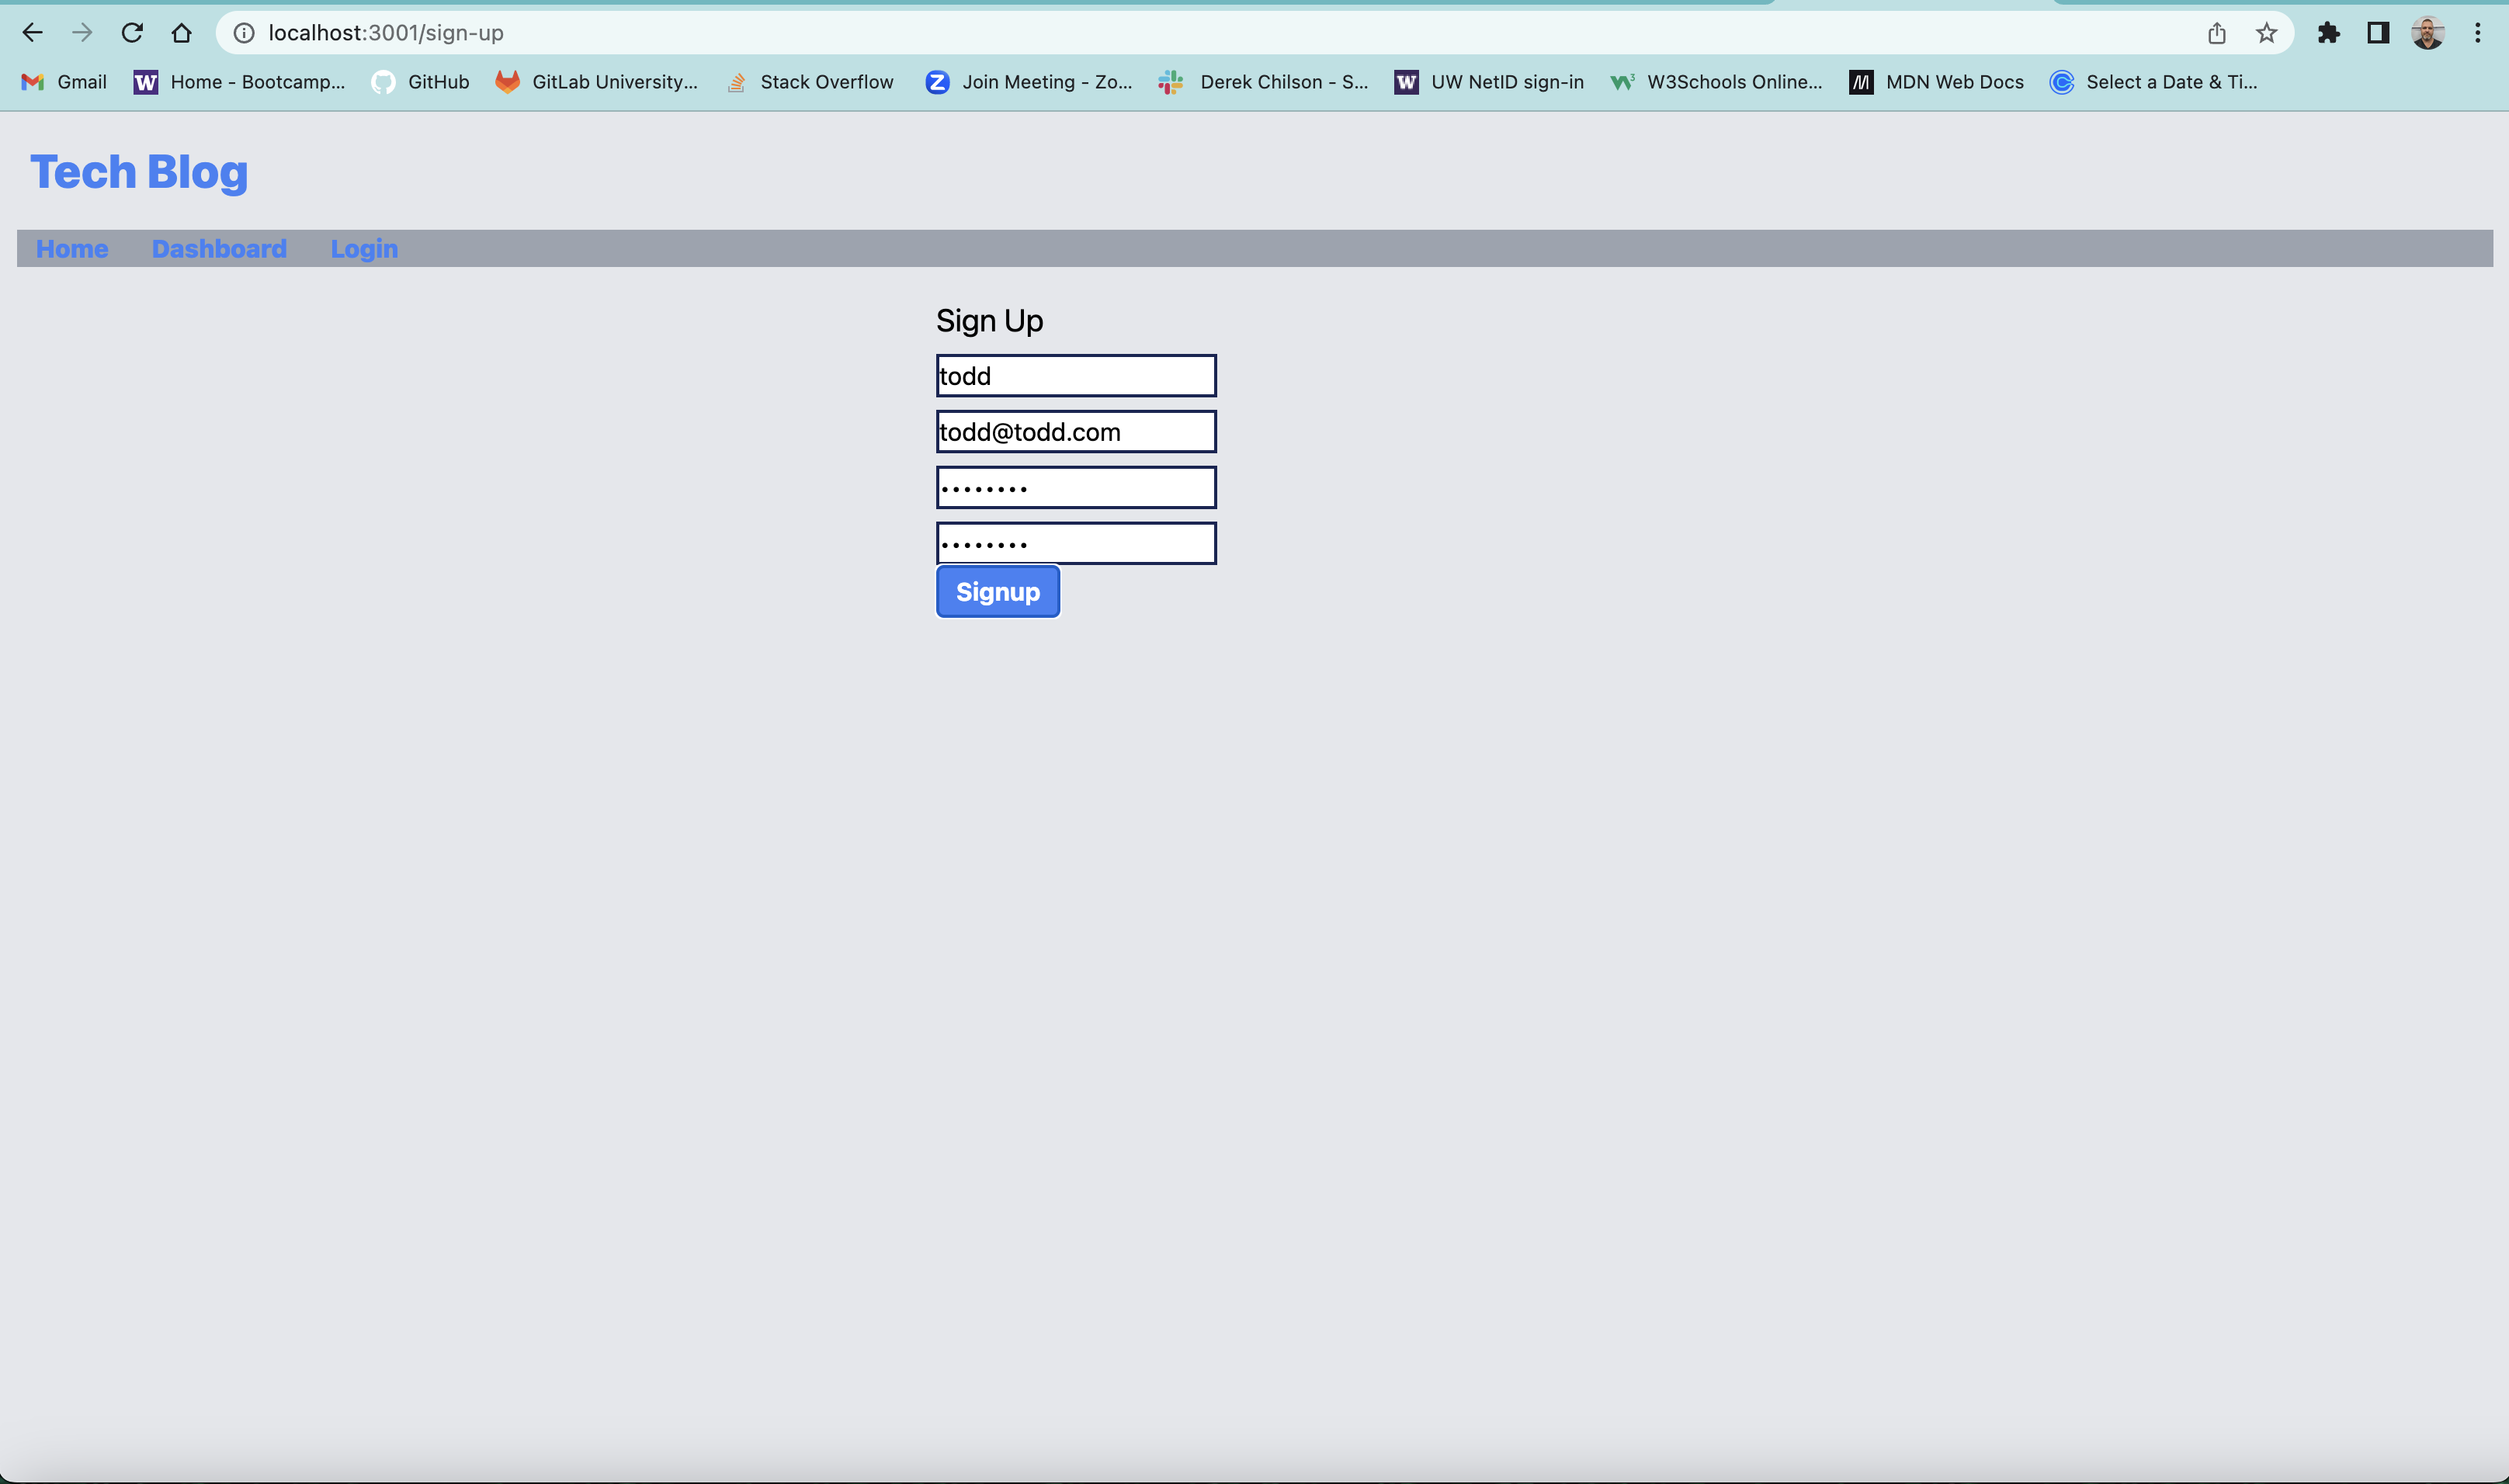 localhost:3001/sign-up
Gmail W Home - Bootcamp... GitHub GitLab University... Stack Overflow Z Join Meeting - Zo... Derek Chilson - S... W UW NetID sign-in W3 W3Schools Online... M MDN Web Docs Select a Date & Ti...
Tech Blog
Home Dashboard Login
Sign Up
todd
todd@todd.com
••••••••
••••••••
Signup